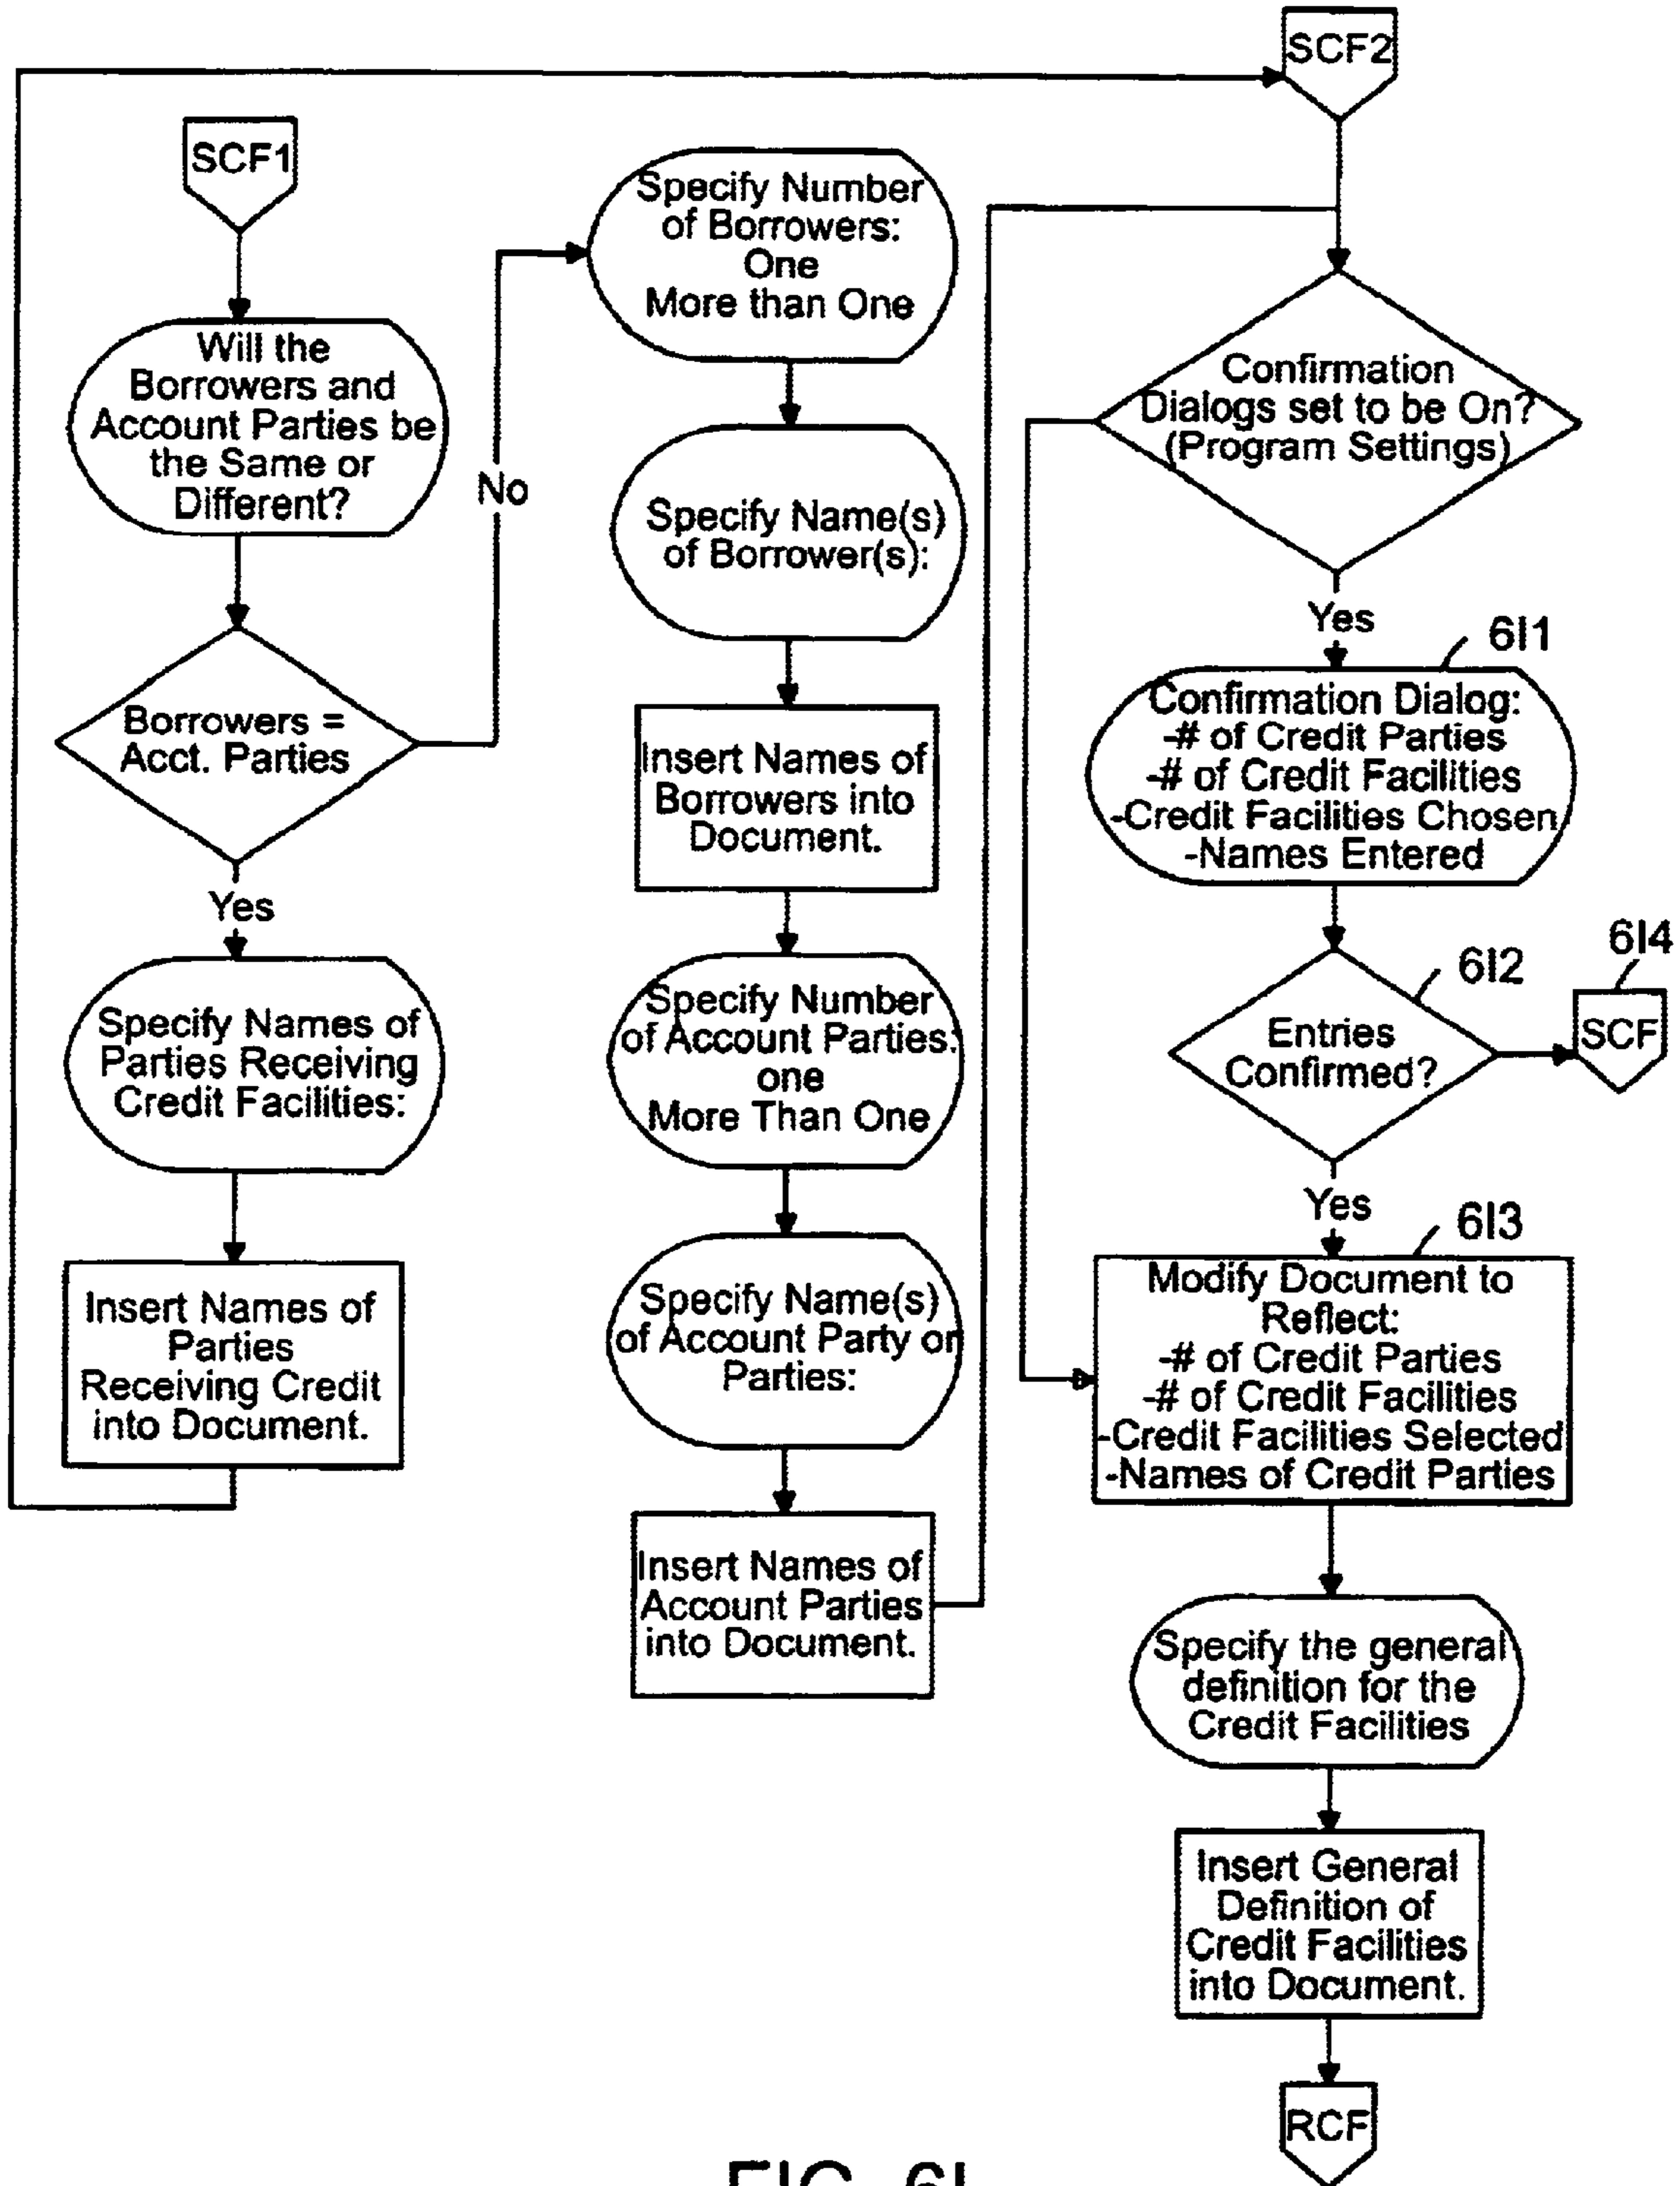 SCF1
Will the
Borrowers and
Account Parties be
the Same or
Different?
Borrowers =
Acct. Parties
Yes
Specify Names of
Parties Receiving
Credit Facilities:
Insert Names of
Parties
Receiving Credit
into Document.
No
Specify Number
of Borrowers:
One
More than One
Specify Name(s)
of Borrower(s):
Insert Names of
Borrowers into
Document.
Specify Number
of Account Parties:
one
More Than One
Specify Name(s)
of Account Party or
Parties:
Insert Names of
Account Parties
into Document.
SCF2
Confirmation
Dialogs set to be On?
(Program Settings)
Yes
6I1
Confirmation Dialog:
-# of Credit Parties
-# of Credit Facilities
-Credit Facilities Chosen
-Names Entered
6I2
Entries
Confirmed?
6I4
SCF
Yes
6I3
Modify Document to
Reflect:
-# of Credit Parties
-# of Credit Facilities
-Credit Facilities Selected
-Names of Credit Parties
Specify the general
definition for the
Credit Facilities
Insert General
Definition of
Credit Facilities
into Document.
RCF
FIG. 6I